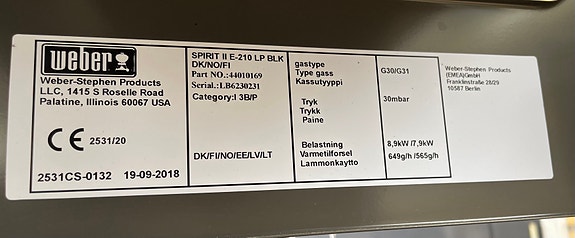 weber
Weber-Stephen Products
LLC, 1415 S Roselle Road
Palatine, Illinois 60067 USA
CE 2531/20
2531CS-0132 19-09-2018
SPIRIT II E-210 LP BLK
DK/NO/FI
Part NO.:44010169
Serial.:LB6230231
Category:I 3B/P
DK/FI/NO/EE/LV/LT
gastype
Type gass
Kassutyyppi
G30/G31
Tryk
Trykk
Paine
30mbar
Belastning
Varmetilforsel
Lammonkaytto
8,9kW /7,9kW
649g/h /565g/h
Weber-Stephen Products
(EMEA)GmbH
Franklinstraße 28/29
10587 Berlin